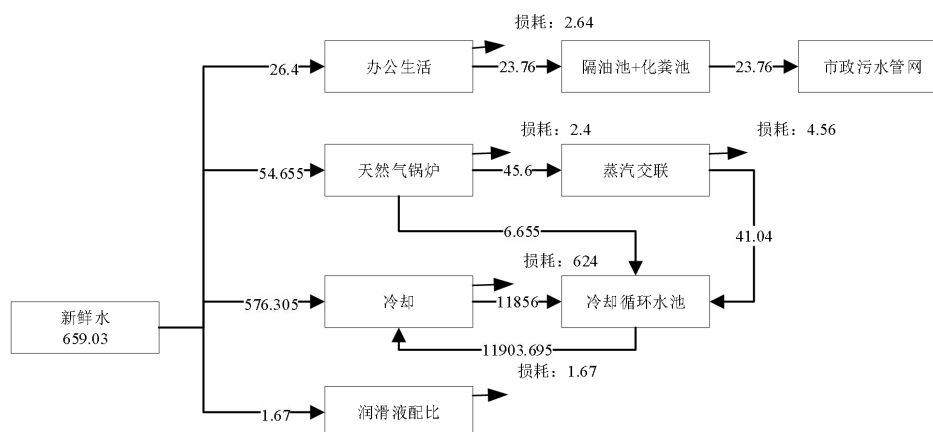 损耗：2.64
26.4
办公生活
23.76
隔油池+化粪池
23.76
市政污水管网
损耗：2.4
损耗：4.56
54.655
天然气锅炉
45.6
蒸汽交联
6.655
41.04
损耗：624
576.305
冷却
11856
冷却循环水池
新鲜水
659.03
11903.695
损耗：1.67
1.67
润滑液配比